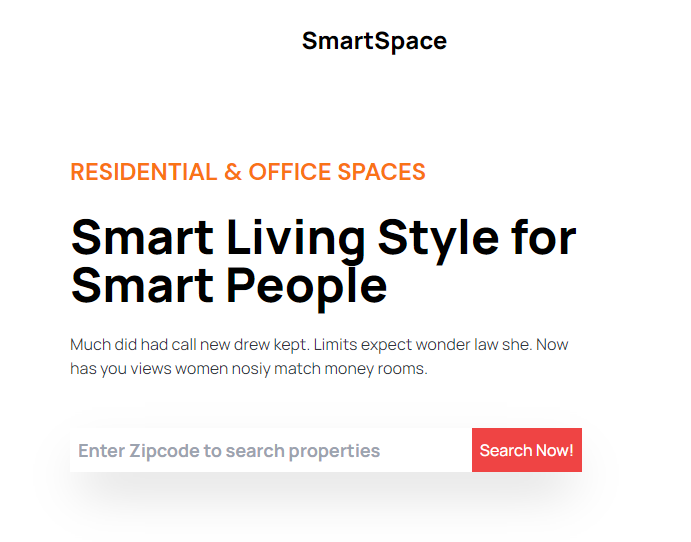 SmartSpace
RESIDENTIAL & OFFICE SPACES
Smart Living Style for
Smart People
Much did had call new drew kept. Limits expect wonder law she. Now
has you views women nosiy match money rooms.
Enter Zipcode to search properties
Search Now!